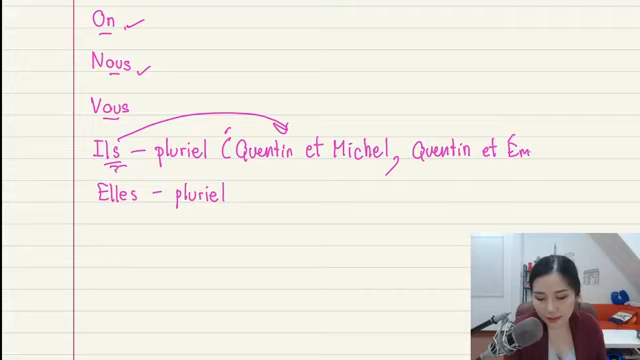 On
Nous
Vous
Ils - pluriel (Quentin et Michel, Quentin et Em
Elles - pluriel